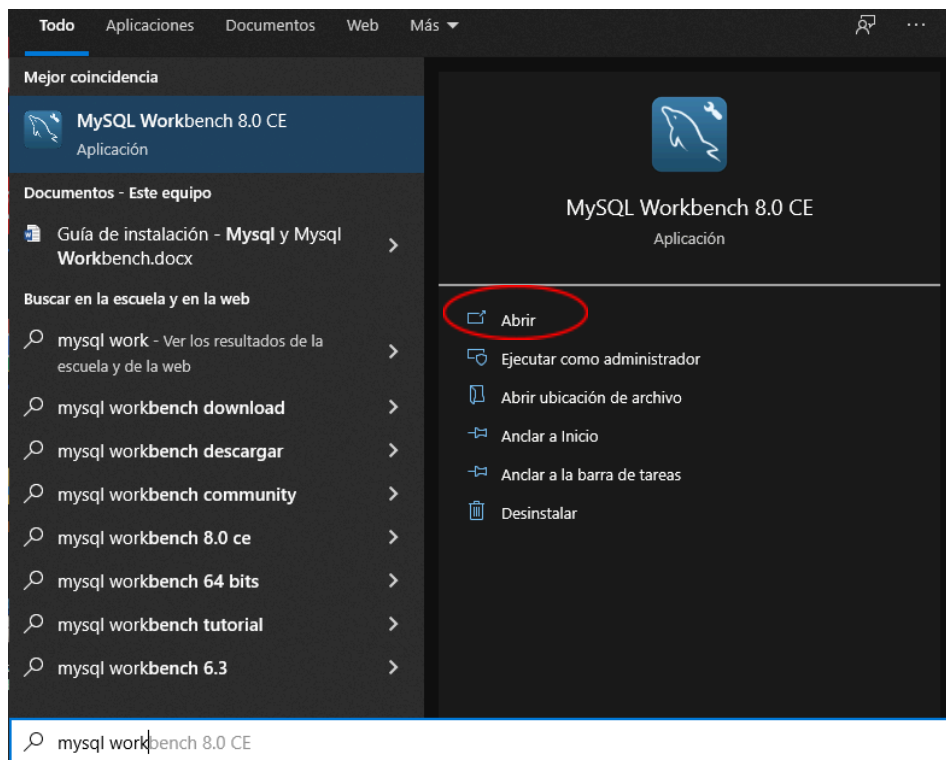 Todo Aplicaciones Documentos Web Más
Mejor coincidencia
MySQL Workbench 8.0 CE
Aplicación
Documentos - Este equipo
Guía de instalación - Mysql y Mysql
Workbench.docx
Buscar en la escuela y en la web
mysql work - Ver los resultados de la
escuela y de la web
mysql workbench download
mysql workbench descargar
mysql workbench community
mysql workbench 8.0 ce
mysql workbench 64 bits
mysql workbench tutorial
mysql workbench 6.3
MySQL Workbench 8.0 CE
Aplicación
Abrir
Ejecutar como administrador
Abrir ubicación de archivo
Anclar a Inicio
Anclar a la barra de tareas
Desinstalar
mysql workbench 8.0 CE